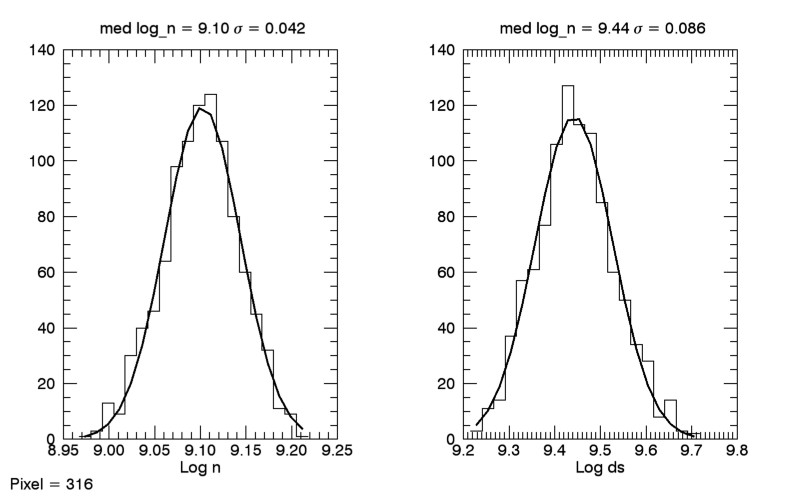 med log_n = 9.10 σ = 0.042
140
120
100
80
60
40
20
0
8.95 9.00 9.05 9.10 9.15 9.20 9.25
Log n
med log_n = 9.44 σ = 0.086
140
120
100
80
60
40
20
0
9.2 9.3 9.4 9.5 9.6 9.7 9.8
Log ds
Pixel = 316